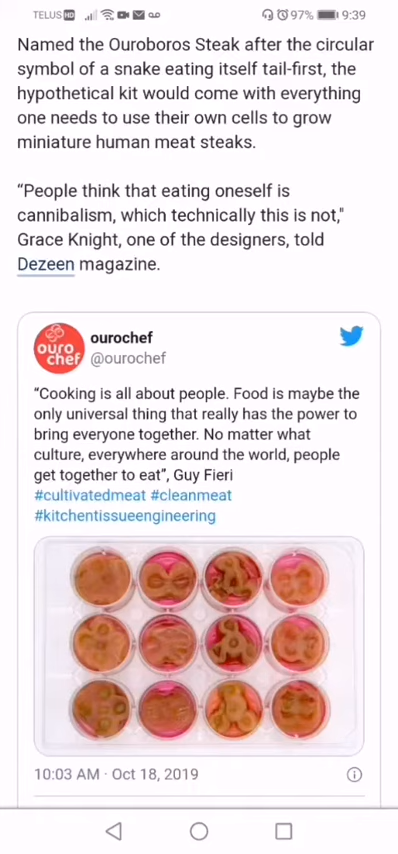 TELUS HD 97% 9:39
Named the Ouroboros Steak after the circular
symbol of a snake eating itself tail-first, the
hypothetical kit would come with everything
one needs to use their own cells to grow
miniature human meat steaks.
“People think that eating oneself is
cannibalism, which technically this is not,"
Grace Knight, one of the designers, told
Dezeen magazine.
ouro
chef
ourochef
@ourochef
“Cooking is all about people. Food is maybe the
only universal thing that really has the power to
bring everyone together. No matter what
culture, everywhere around the world, people
get together to eat”, Guy Fieri
#cultivatedmeat #cleanmeat
#kitchentissueengineering
10:03 AM · Oct 18, 2019